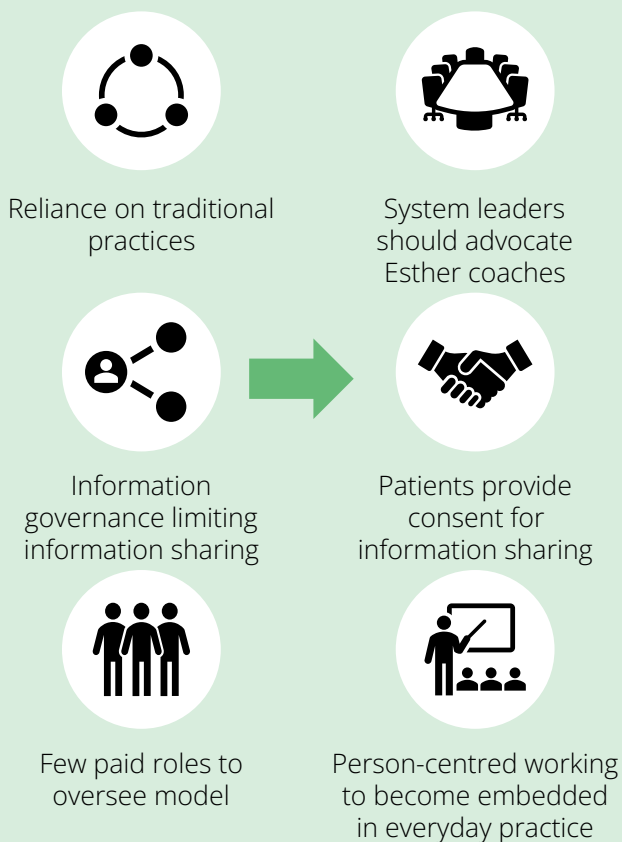 Reliance on traditional
practices
System leaders
should advocate
Esther coaches
Information
governance limiting
information sharing
Patients provide
consent for
information sharing
Few paid roles to
oversee model
Person-centred working
to become embedded
in everyday practice